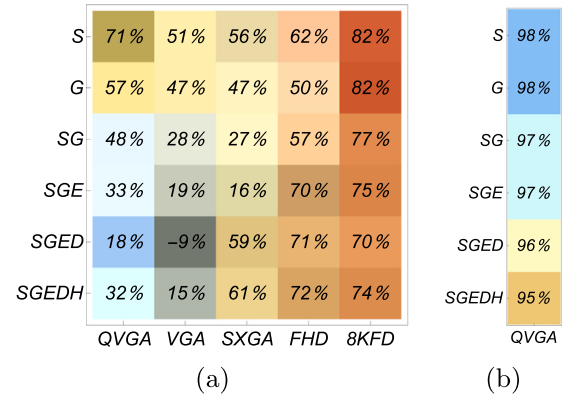 S 71% 51% 56% 62% 82%
G 57% 47% 47% 50% 82%
SG 48% 28% 27% 57% 77%
SGE 33% 19% 16% 70% 75%
SGED 18% −9% 59% 71% 70%
SGEDH 32% 15% 61% 72% 74%
QVGA VGA SXGA FHD 8KFD
(a)
S 98%
G 98%
SG 97%
SGE 97%
SGED 96%
SGEDH 95%
QVGA
(b)